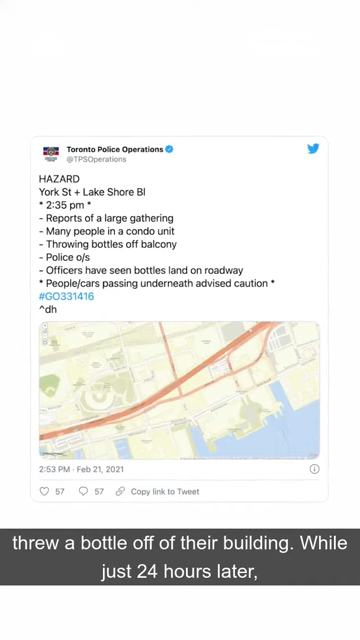 Toronto Police Operations
@TPSOperations
HAZARD
York St + Lake Shore Bl
* 2:35 pm *
- Reports of a large gathering
- Many people in a condo unit
- Throwing bottles off balcony
- Police o/s
- Officers have seen bottles land on roadway
* People/cars passing underneath advised caution *
#GO331416
^dh
2:53 PM · Feb 21, 2021
57 57 Copy link to Tweet
threw a bottle off of their building. While
just 24 hours later,